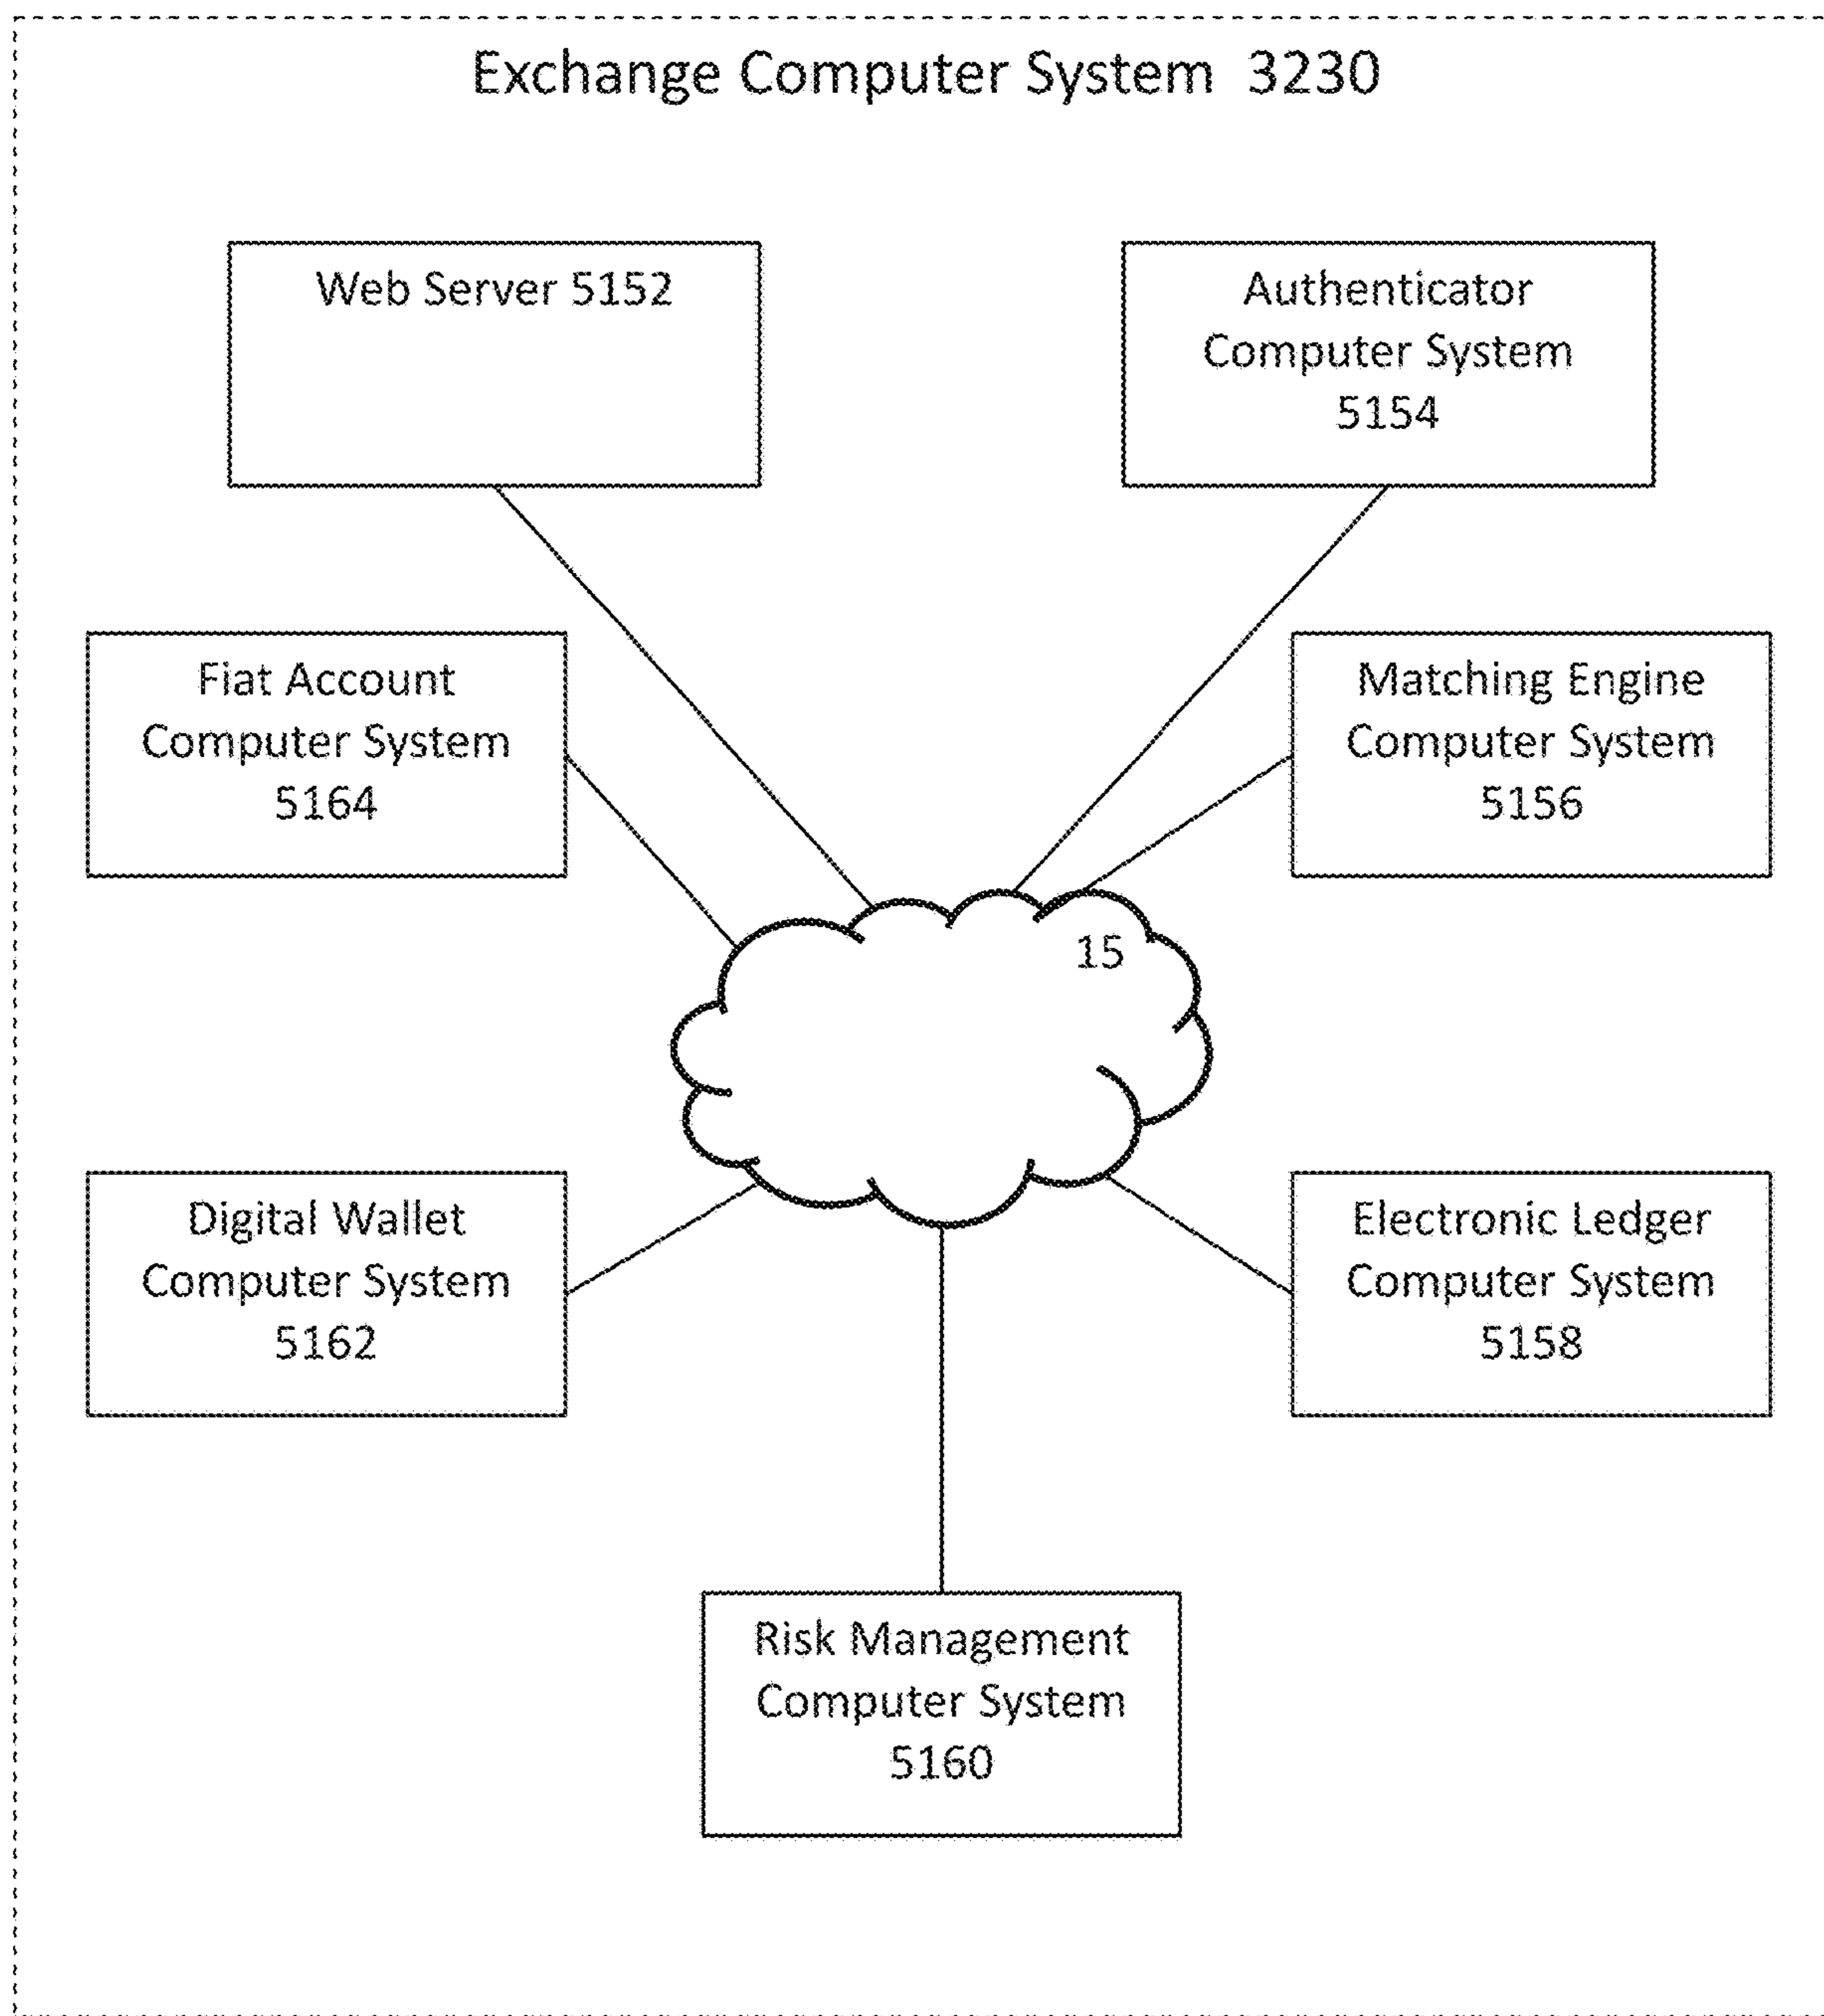 Exchange Computer System 3230
Web Server 5152
Authenticator
Computer System
5154
Fiat Account
Computer System
5164
Matching Engine
Computer System
5156
15
Digital Wallet
Computer System
5162
Electronic Ledger
Computer System
5158
Risk Management
Computer System
5160